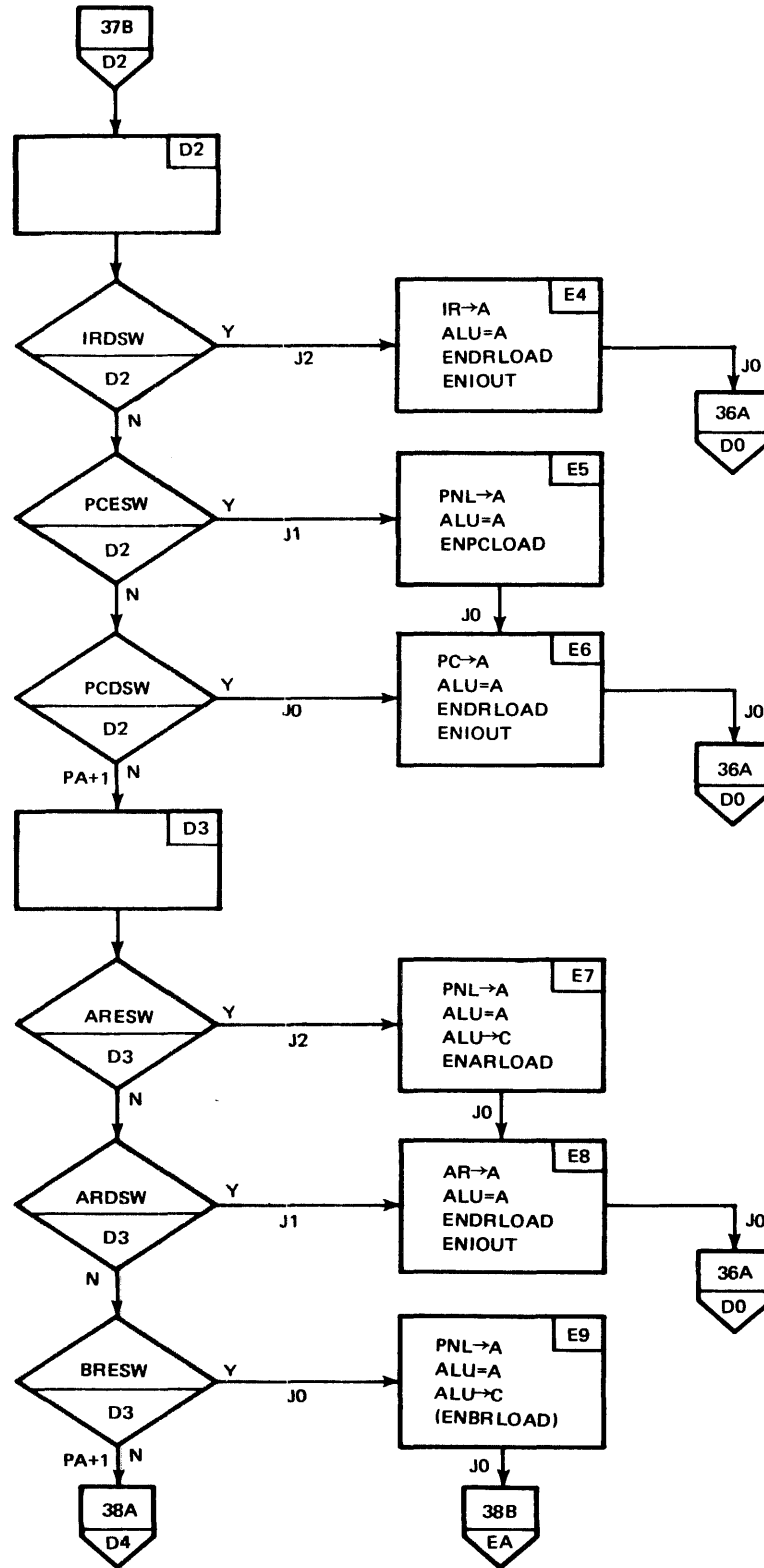 37B
D2
D2
IRDSW
D2
Y
J2
N
IR→A
ALU=A
ENDRLOAD
ENIOUT
E4
J0
36A
D0
PCESW
D2
Y
J1
N
PNL→A
ALU=A
ENPCLOAD
E5
J0
PCDSW
D2
Y
J0
PA+1 N
PC→A
ALU=A
ENDRLOAD
ENIOUT
E6
J0
36A
D0
D3
ARESW
D3
Y
J2
N
PNL→A
ALU=A
ALU→C
ENARLOAD
E7
J0
ARDSW
D3
Y
J1
N
AR→A
ALU=A
ENDRLOAD
ENIOUT
E8
J0
36A
D0
BRESW
D3
Y
J0
PA+1 N
PNL→A
ALU=A
ALU→C
(ENBRLOAD)
E9
J0
38A
D4
38B
EA